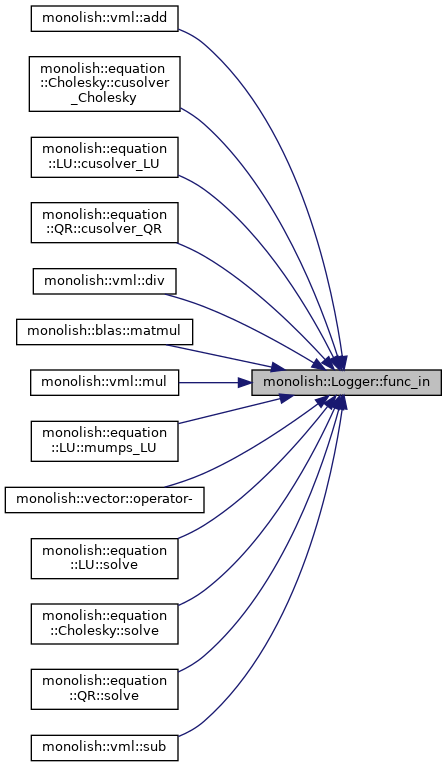 monolish::vml::add
monolish::equation
::Cholesky::cusolver
_Cholesky
monolish::equation
::LU::cusolver_LU
monolish::equation
::QR::cusolver_QR
monolish::vml::div
monolish::blas::matmul
monolish::vml::mul
monolish::Logger::func_in
monolish::equation
::LU::mumps_LU
monolish::vector::operator-
monolish::equation
::LU::solve
monolish::equation
::Cholesky::solve
monolish::equation
::QR::solve
monolish::vml::sub